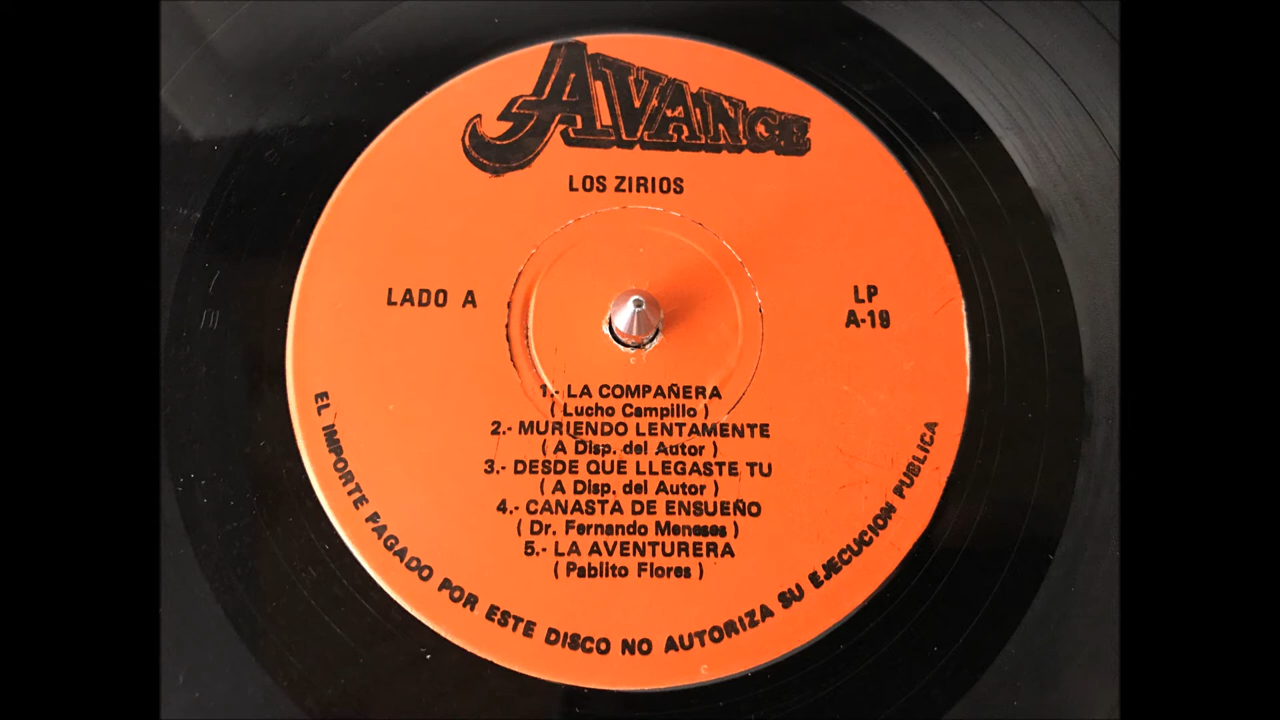 AVANCE
LOS ZIRIOS
LADO A
LP
A-19
1.- LA COMPAÑERA
( Lucho Campillo )
2.- MURIENDO LENTAMENTE
( A Disp. del Autor )
3.- DESDE QUE LLEGASTE TU
( A Disp. del Autor )
4.- CANASTA DE ENSUEÑO
( Dr. Fernando Meneses )
5.- LA AVENTURERA
( Pablito Flores )
EL IMPORTE PAGADO POR ESTE DISCO NO AUTORIZA SU EJECUCION PUBLICA